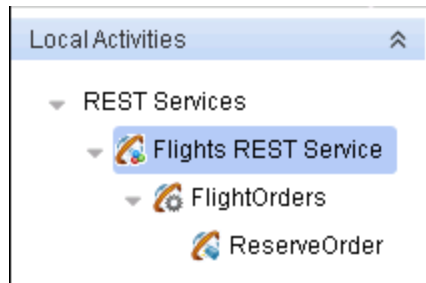 Local Activities
REST Services
Flights REST Service
FlightOrders
ReserveOrder